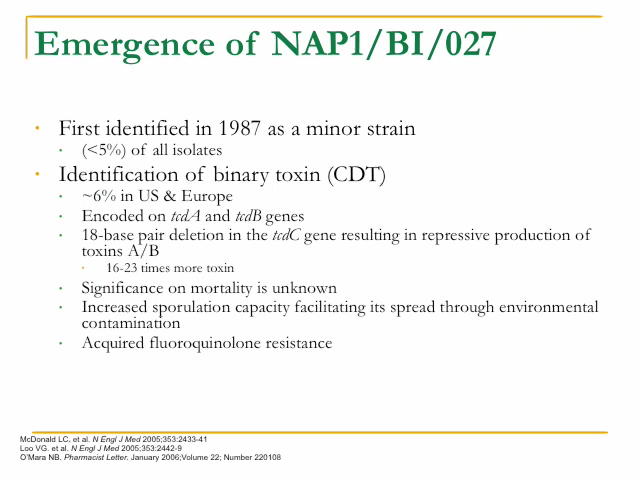 Emergence of NAP1/BI/027
• First identified in 1987 as a minor strain
• (<5%) of all isolates
• Identification of binary toxin (CDT)
• ~6% in US & Europe
• Encoded on tcdA and tcdB genes
• 18-base pair deletion in the tcdC gene resulting in repressive production of
toxins A/B
• 16-23 times more toxin
• Significance on mortality is unknown
• Increased sporulation capacity facilitating its spread through environmental
contamination
• Acquired fluoroquinolone resistance
McDonald LC, et al. N Engl J Med 2005;353:2433-41
Loo VG. et al. N Engl J Med 2005;353:2442-9
O'Mara NB. Pharmacist Letter. January 2006;Volume 22; Number 220108